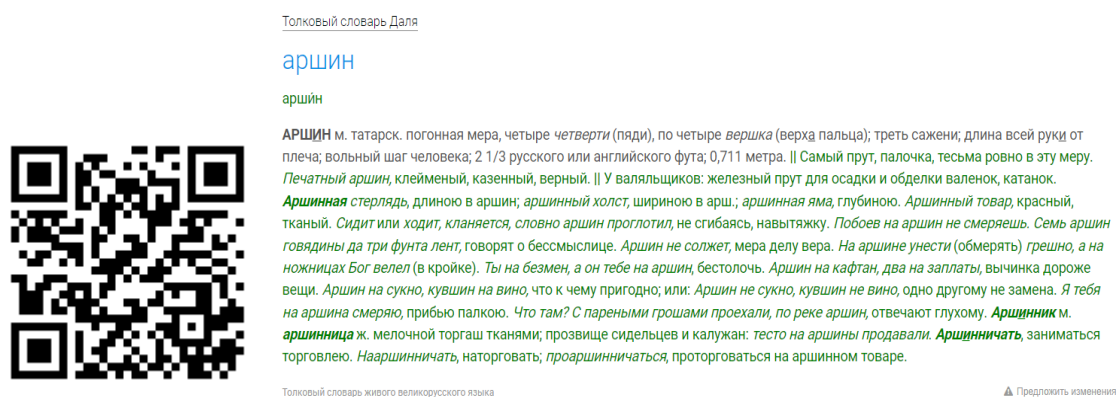 Толковый словарь Даля
аршин
арши́н
АРШИН м. татарск. погонная мера, четыре четверти (пяди), по четыре вершка (верха пальца); треть сажени; длина всей руки от
плеча; вольный шаг человека; 2 1/3 русского или английского фута; 0,711 метра. || Самый прут, палочка, тесьма ровно в эту меру.
Печатный аршин, клейменый, казенный, верный. || У валяльщиков: железный прут для осадки и обделки валенок, катанок.
Аршинная стерлядь, длиною в аршин; аршинный холст, шириною в арш.; аршинная яма, глубиною. Аршинный товар, красный,
тканый. Сидит или ходит, кланяется, словно аршин проглотил, не сгибаясь, навытяжку. Побоев на аршин не смеряешь. Семь аршин
говядины да три фунта лент, говорят о бессмыслице. Аршин не солжет, мера делу вера. На аршине унести (обмерять) грешно, а на
ножницах Бог велел (в кройке). Ты на безмен, а он тебе на аршин, бестолочь. Аршин на кафтан, два на заплаты, вычинка дороже
вещи. Аршин на сукно, кувшин на вино, что к чему пригодно; или: Аршин не сукно, кувшин не вино, одно другому не замена. Я тебя
на аршина смеряю, прибью палкою. Что там? С пареными грошами проехали, по реке аршин, отвечают глухому. Аршинник м.
аршинница ж. мелочной торгаш тканями; прозвище сидельцев и калужан: тесто на аршины продавали. Аршинничать, заниматься
торговлею. Нааршинничать, наторговать; проаршинничаться, проторговаться на аршинном товаре.
Толковый словарь живого великорусского языка
Предложить изменения